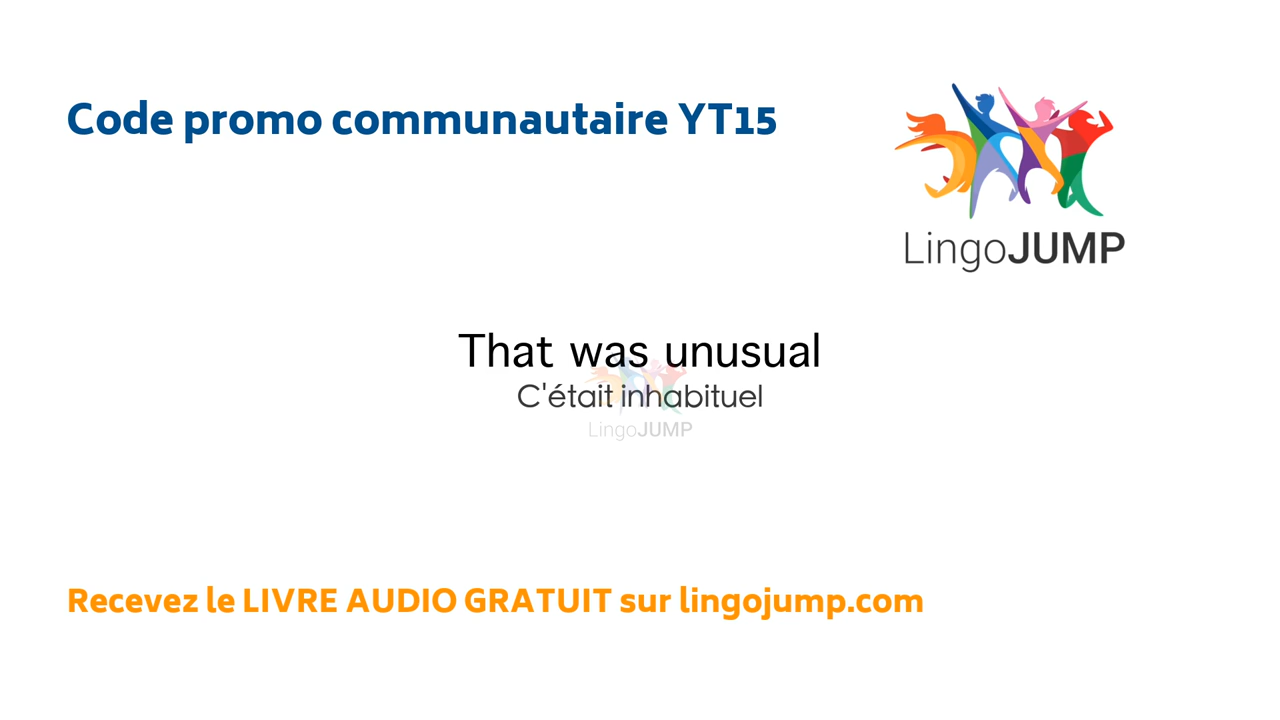 Code promo communautaire YT15
LingoJUMP
That was unusual
C'était inhabituel
LingoJUMP
Recevez le LIVRE AUDIO GRATUIT sur lingojump.com